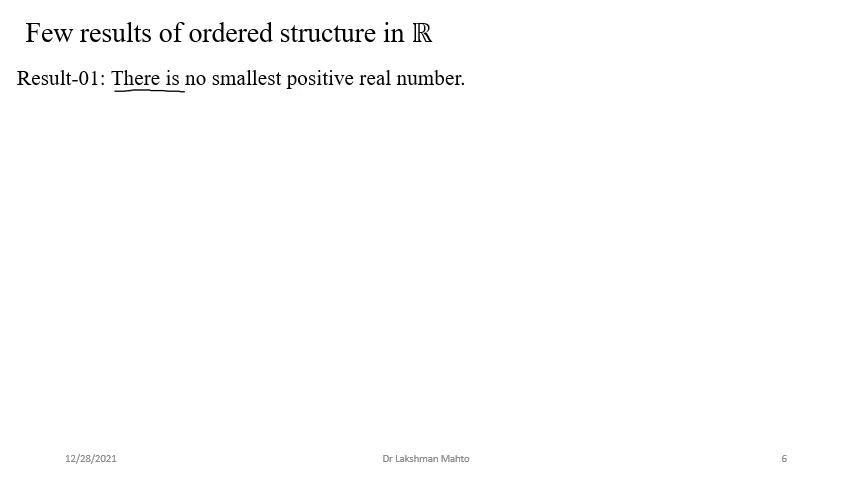 Few results of ordered structure in ℝ
Result-01: There is no smallest positive real number.
12/28/2021 Dr Lakshman Mahto 6